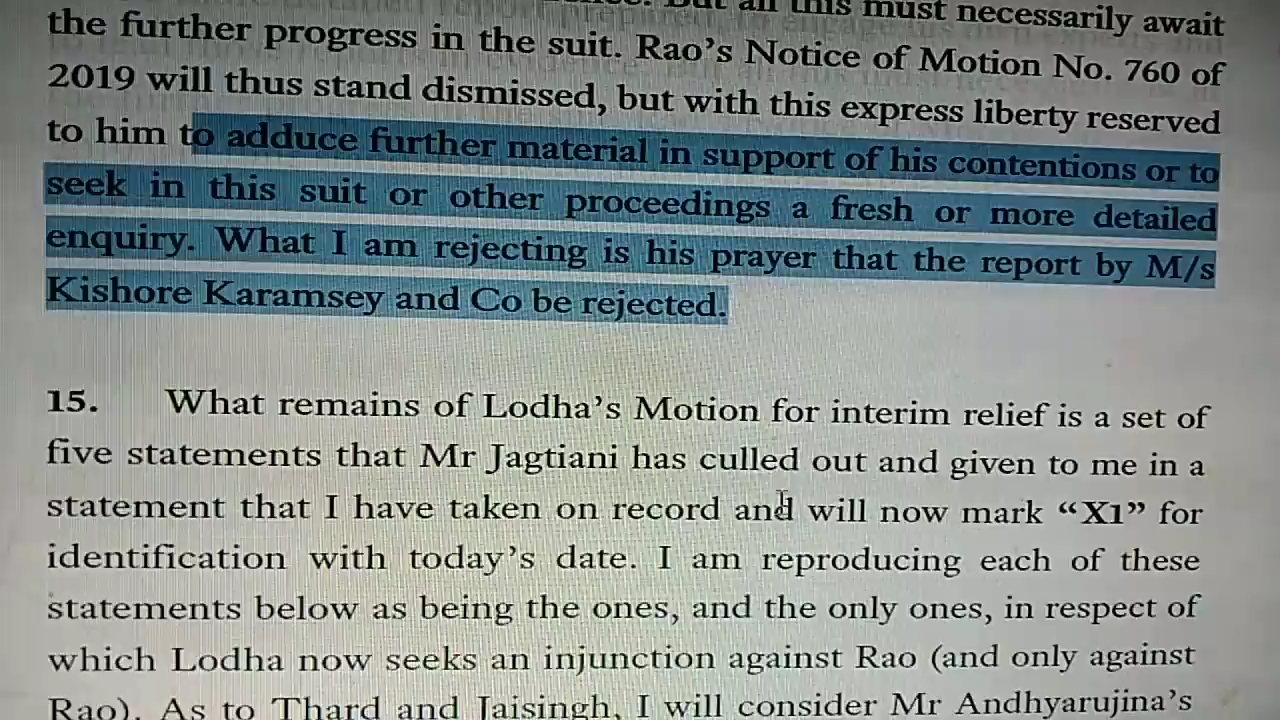 But all this must necessarily await
the further progress in the suit. Rao’s Notice of Motion No. 760 of
2019 will thus stand dismissed, but with this express liberty reserved
to him to adduce further material in support of his contentions or to
seek in this suit or other proceedings a fresh or more detailed
enquiry. What I am rejecting is his prayer that the report by M/s
Kishore Karamsey and Co be rejected.
15. What remains of Lodha’s Motion for interim relief is a set of
five statements that Mr Jagtiani has culled out and given to me in a
statement that I have taken on record and will now mark “X1” for
identification with today’s date. I am reproducing each of these
statements below as being the ones, and the only ones, in respect of
which Lodha now seeks an injunction against Rao (and only against
Rao). As to Thard and Jaisingh, I will consider Mr Andhyarujina’s